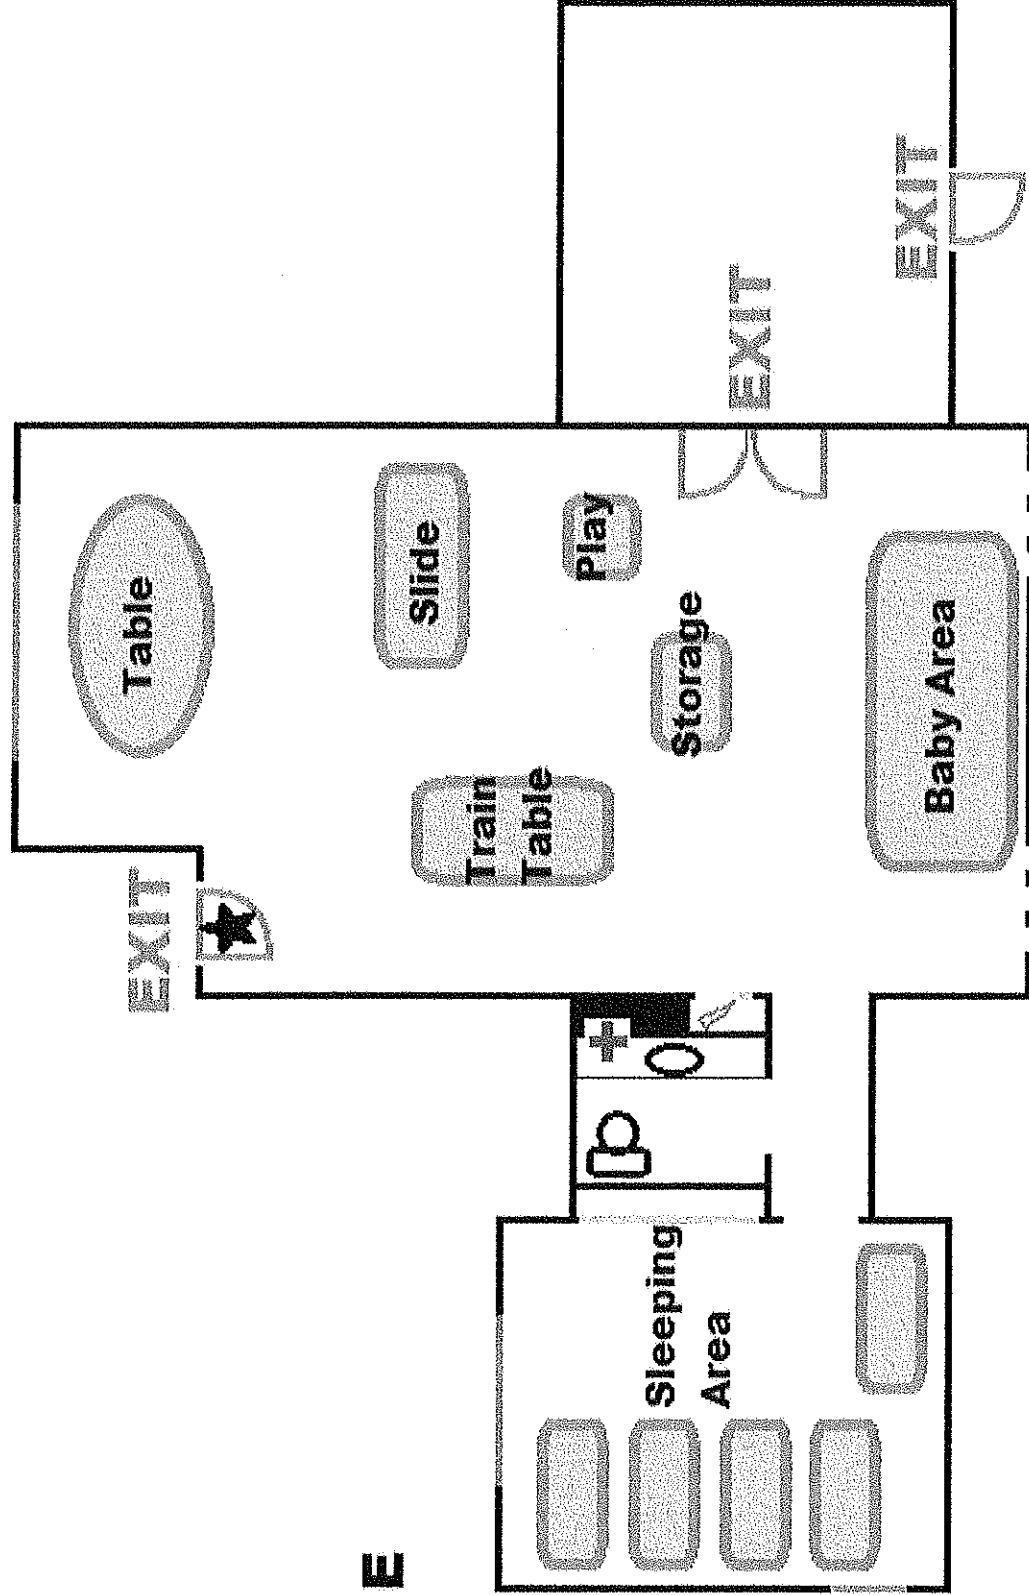 E
EXIT
Table
Train
Table
Slide
Play
Storage
EXIT
EXIT
Sleeping
Area
Baby Area